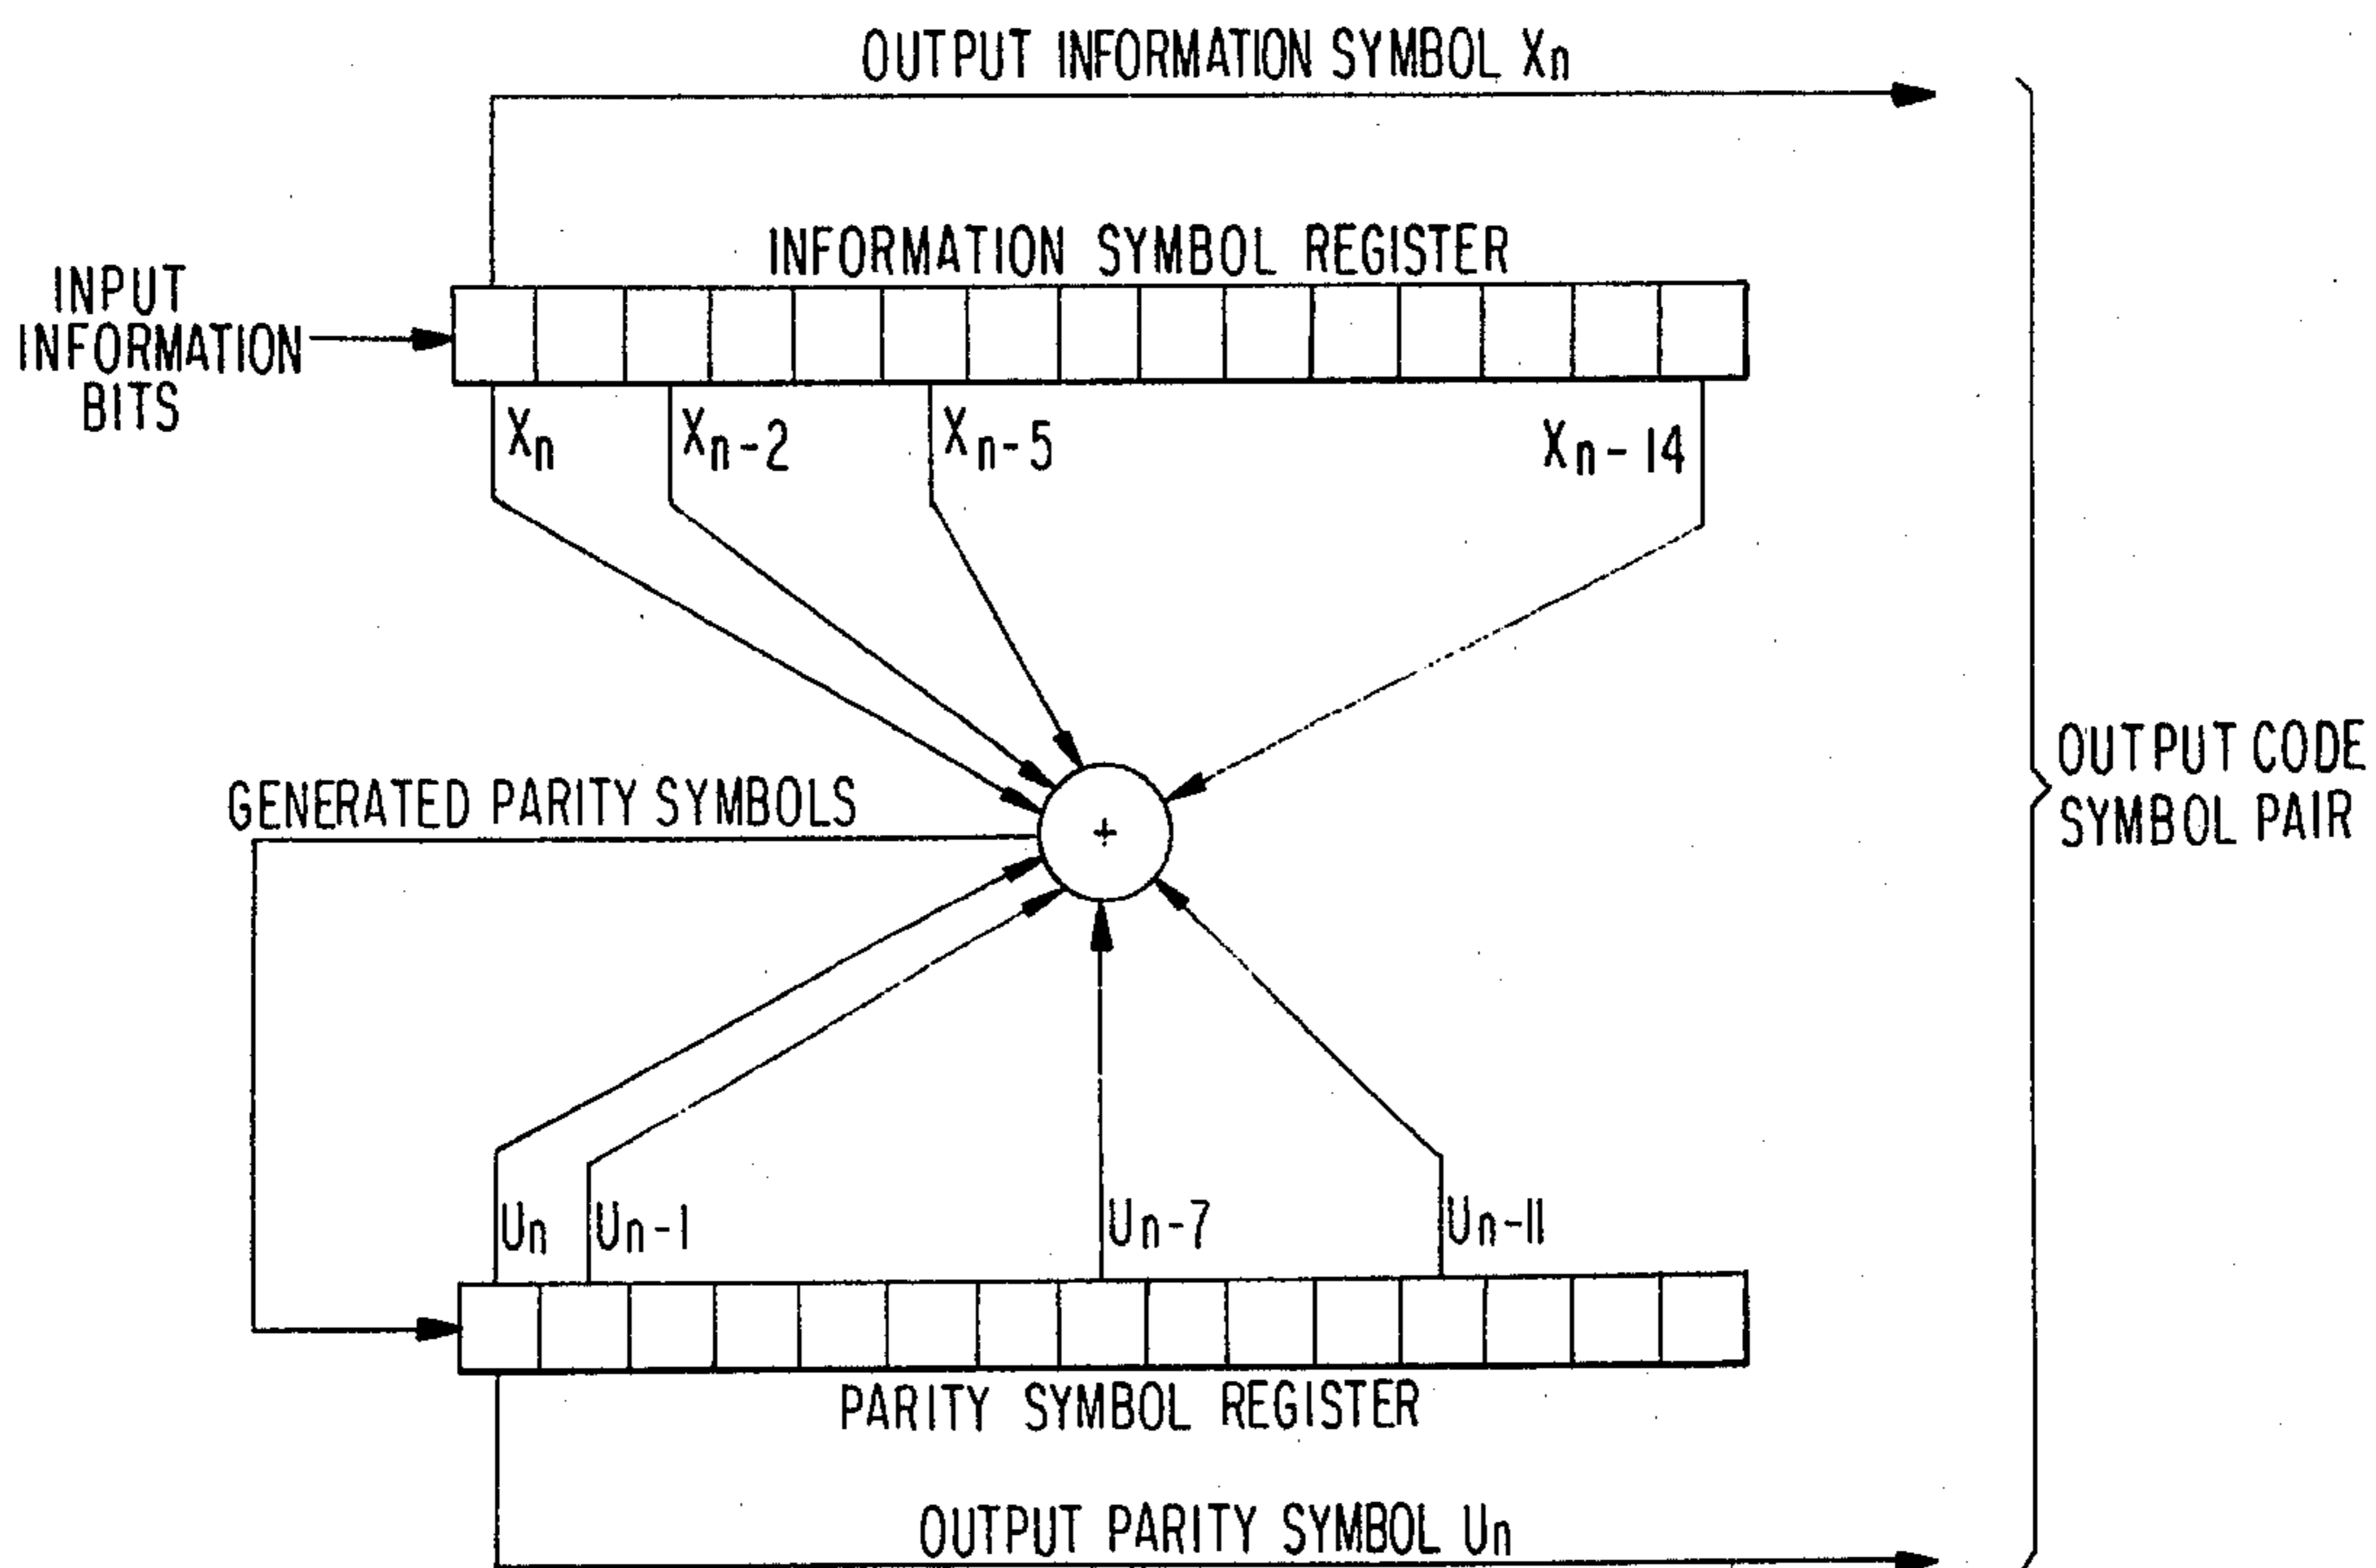 OUTPUT INFORMATION SYMBOL Xn
INFORMATION SYMBOL REGISTER
INPUT
INFORMATION
BITS
Xn
Xn-2
Xn-5
Xn-14
GENERATED PARITY SYMBOLS
+
OUTPUT CODE
SYMBOL PAIR
Un
Un-1
Un-7
Un-11
PARITY SYMBOL REGISTER
OUTPUT PARITY SYMBOL Un